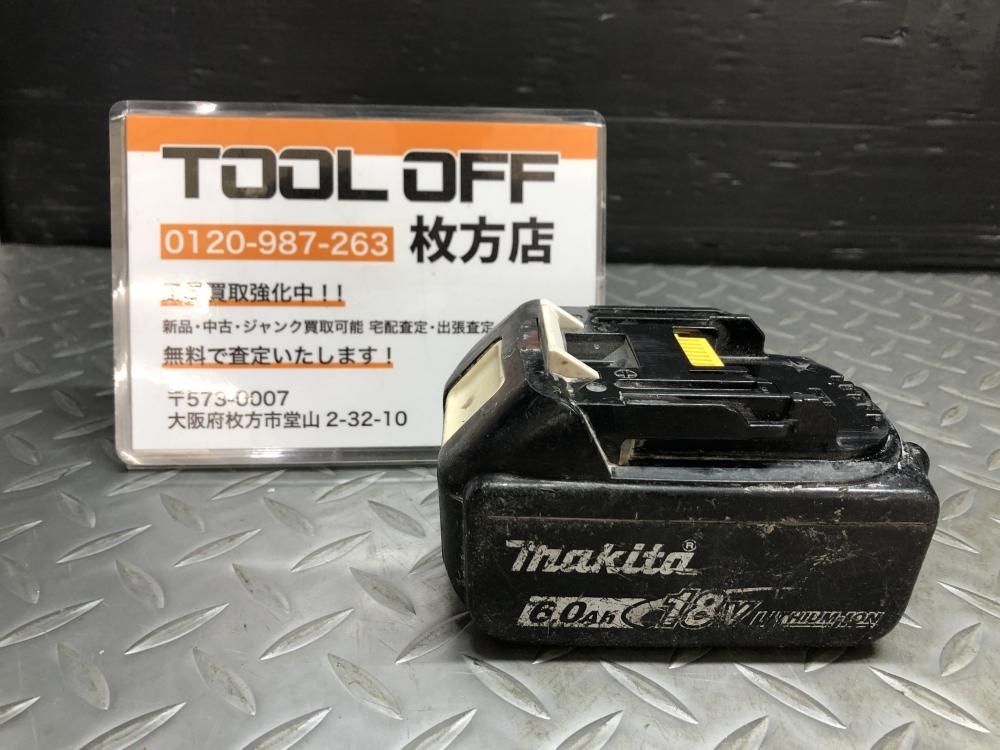 TOOL OFF
0120-987-263 枚方店
買取強化中!!
新品・中古・ジャンク買取可能 宅配査定・出張査定
無料で査定いたします!
〒573-0007
大阪府枚方市堂山 2-32-10
makita®
6.0Ah 18V LITHIUM-ION